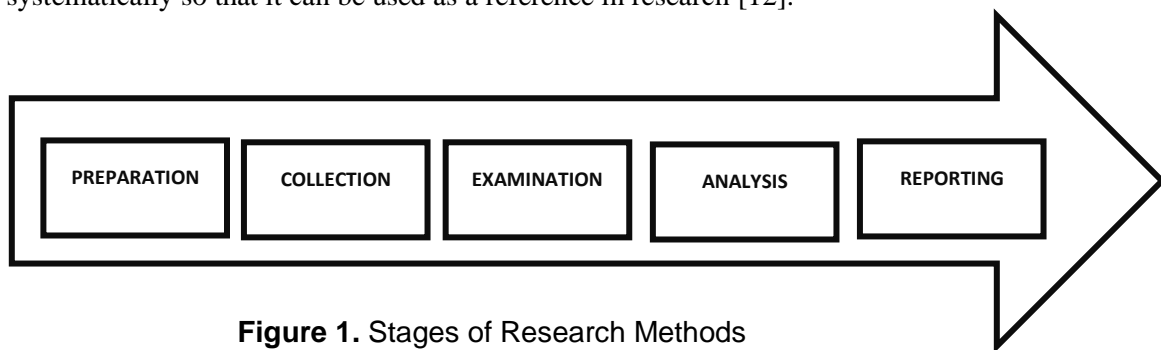 systematically so that it can be used as a reference in research [12].
PREPARATION COLLECTION EXAMINATION ANALYSIS REPORTING
Figure 1. Stages of Research Methods